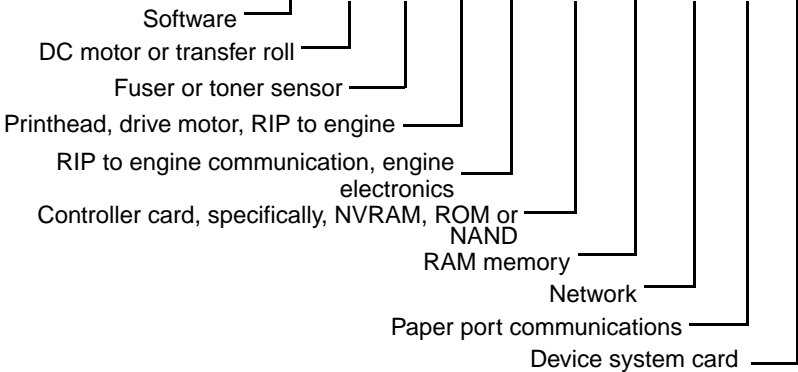 Software
DC motor or transfer roll
Fuser or toner sensor
Printhead, drive motor, RIP to engine
RIP to engine communication, engine
electronics
Controller card, specifically, NVRAM, ROM or
NAND
RAM memory
Network
Paper port communications
Device system card